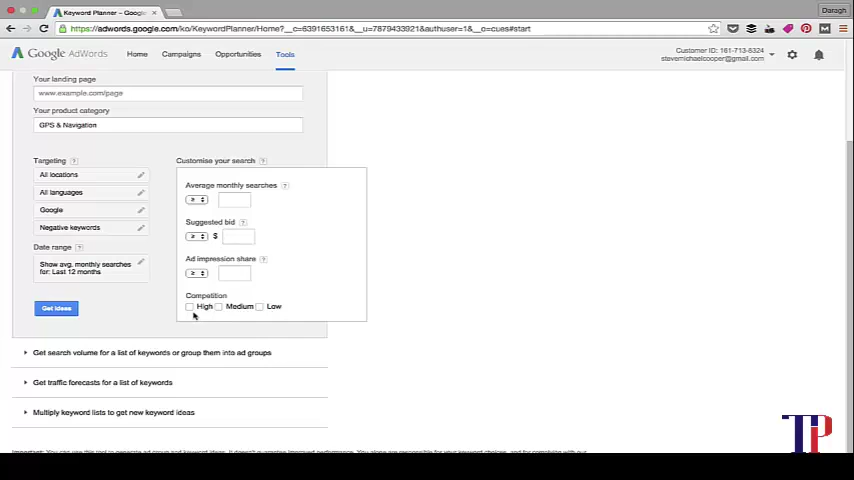 Keyword Planner – Google
Daragh
https://adwords.google.com/ko/KeywordPlanner/Home?__c=6391653161&__u=7879433921&authuser=1&__o=cues#start
Google AdWords Home Campaigns Opportunities Tools
Customer ID: 161-713-8324
stevemichaelcooper@gmail.com
Your landing page
www.example.com/page
Your product category
GPS & Navigation
Targeting ?
All locations
All languages
Google
Negative keywords
Date range ?
Show avg. monthly searches
for: Last 12 months
Get ideas
Customise your search ?
Average monthly searches ?
≥
Suggested bid ?
≥ $
Ad impression share ?
≥
Competition
High Medium Low
Get search volume for a list of keywords or group them into ad groups
Get traffic forecasts for a list of keywords
Multiply keyword lists to get new keyword ideas
TP